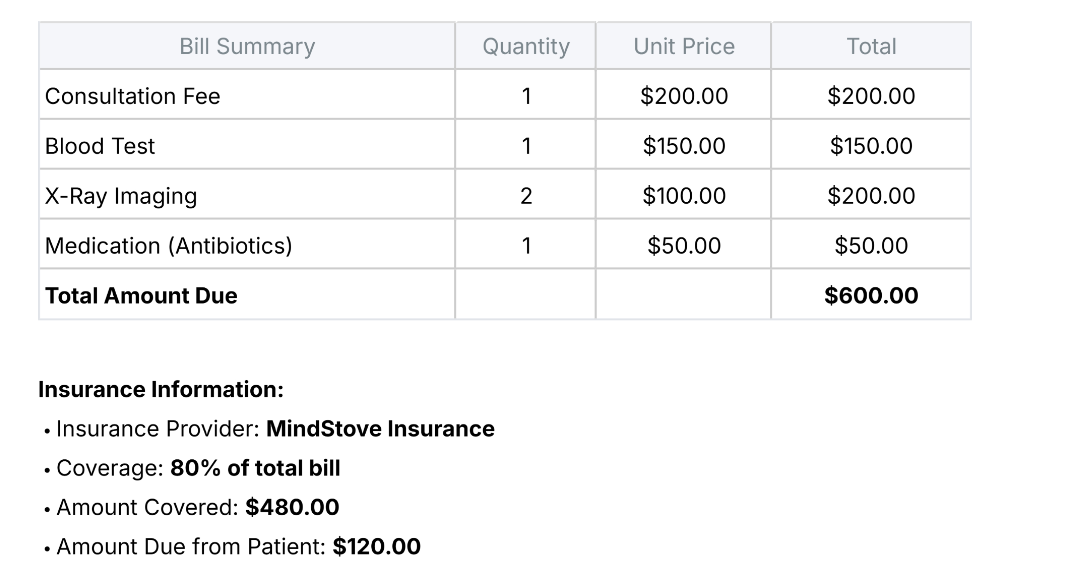 Bill Summary Quantity Unit Price Total
Consultation Fee 1 $200.00 $200.00
Blood Test 1 $150.00 $150.00
X-Ray Imaging 2 $100.00 $200.00
Medication (Antibiotics) 1 $50.00 $50.00
Total Amount Due $600.00
Insurance Information:
• Insurance Provider: MindStove Insurance
• Coverage: 80% of total bill
• Amount Covered: $480.00
• Amount Due from Patient: $120.00